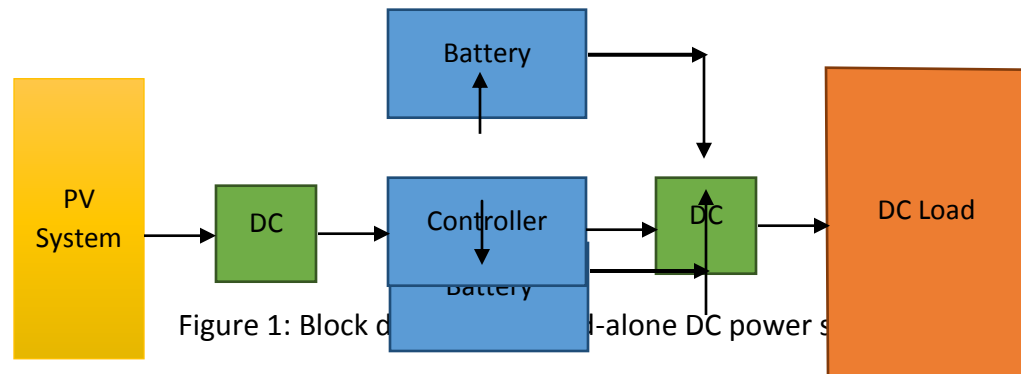 Battery
PV
System
DC
Controller
DC
DC Load
Battery
Figure 1: Block d -alone DC power s